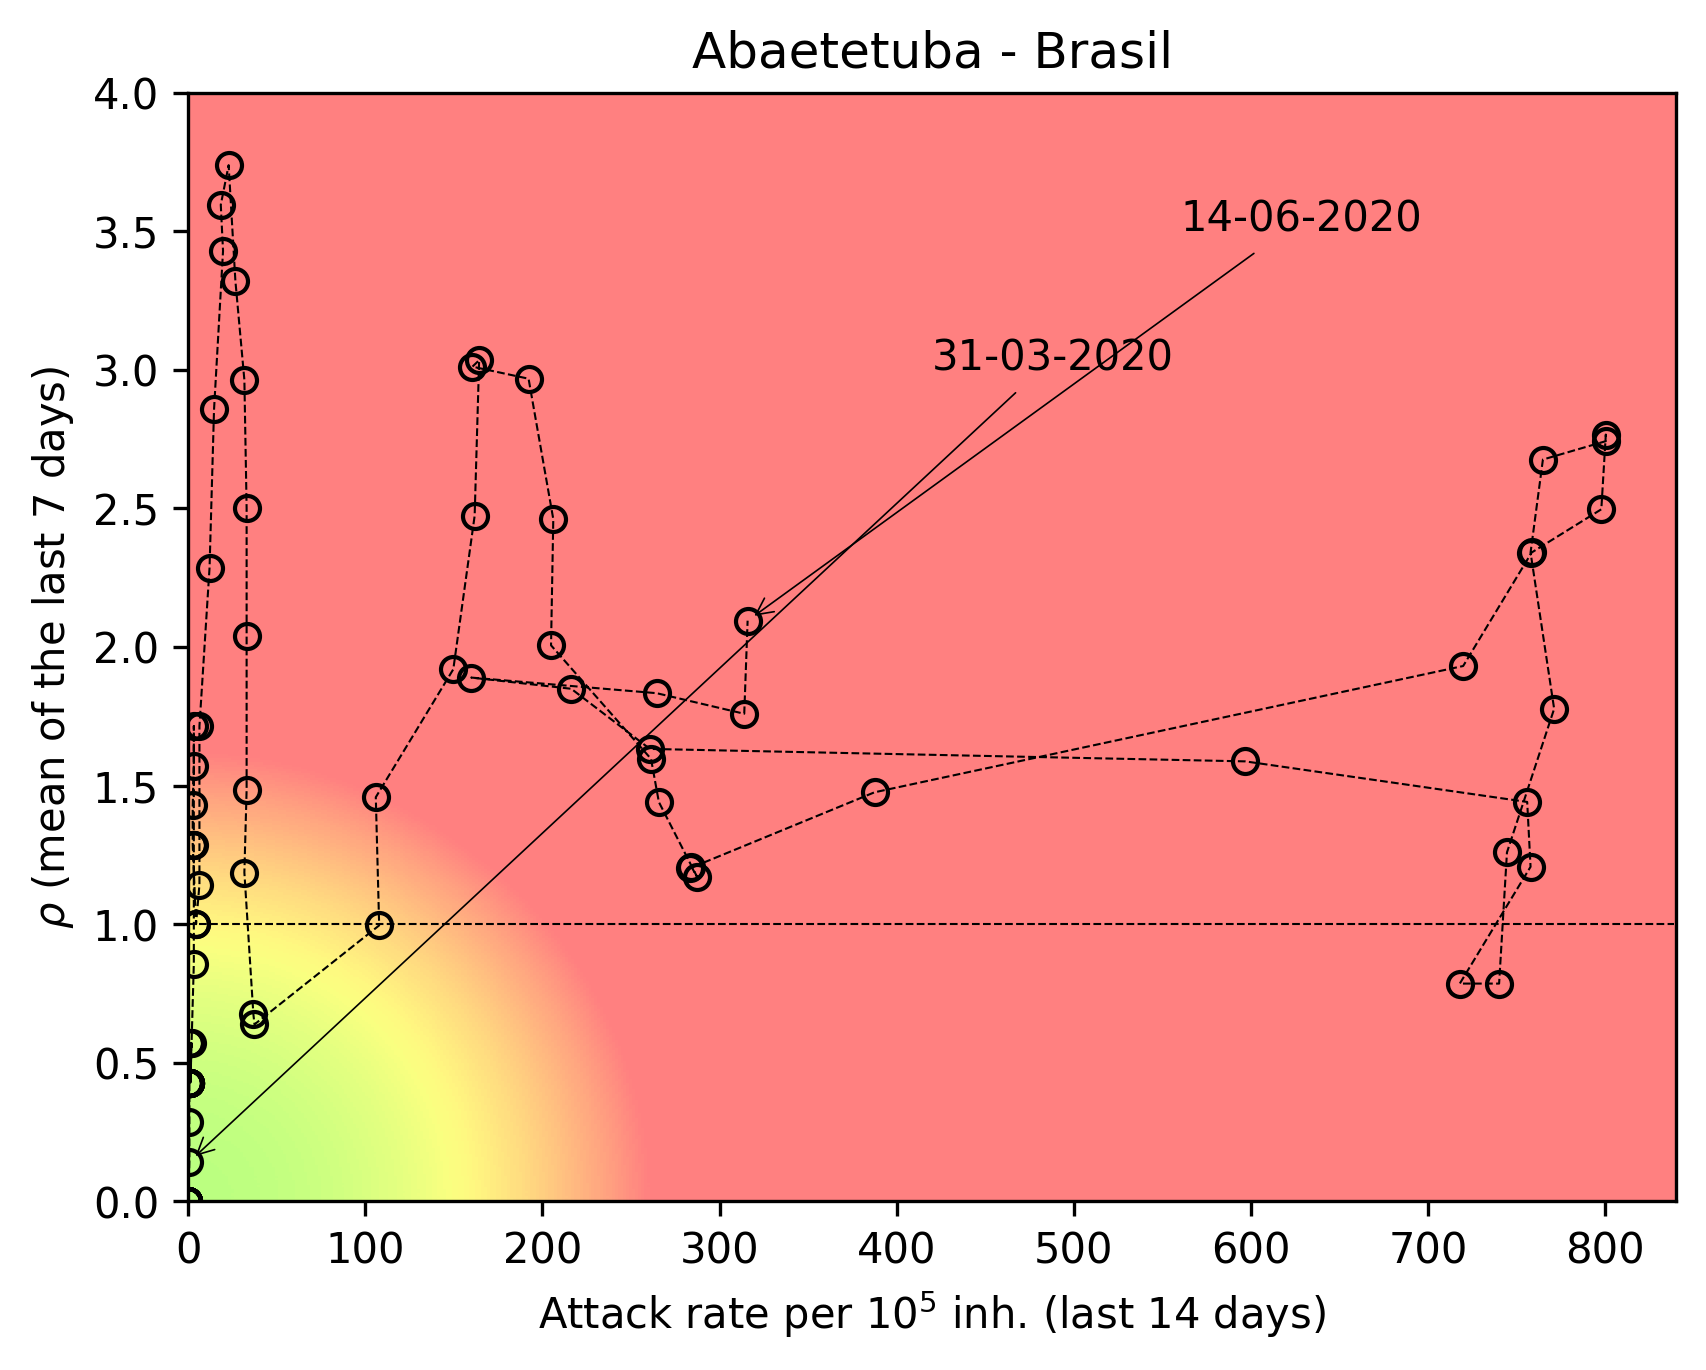 Abaetetuba - Brasil
4.0
3.5
3.0
2.5
2.0
1.5
1.0
0.5
0.0
ρ (mean of the last 7 days)
14-06-2020
31-03-2020
0 100 200 300 400 500 600 700 800
Attack rate per 10⁵ inh. (last 14 days)